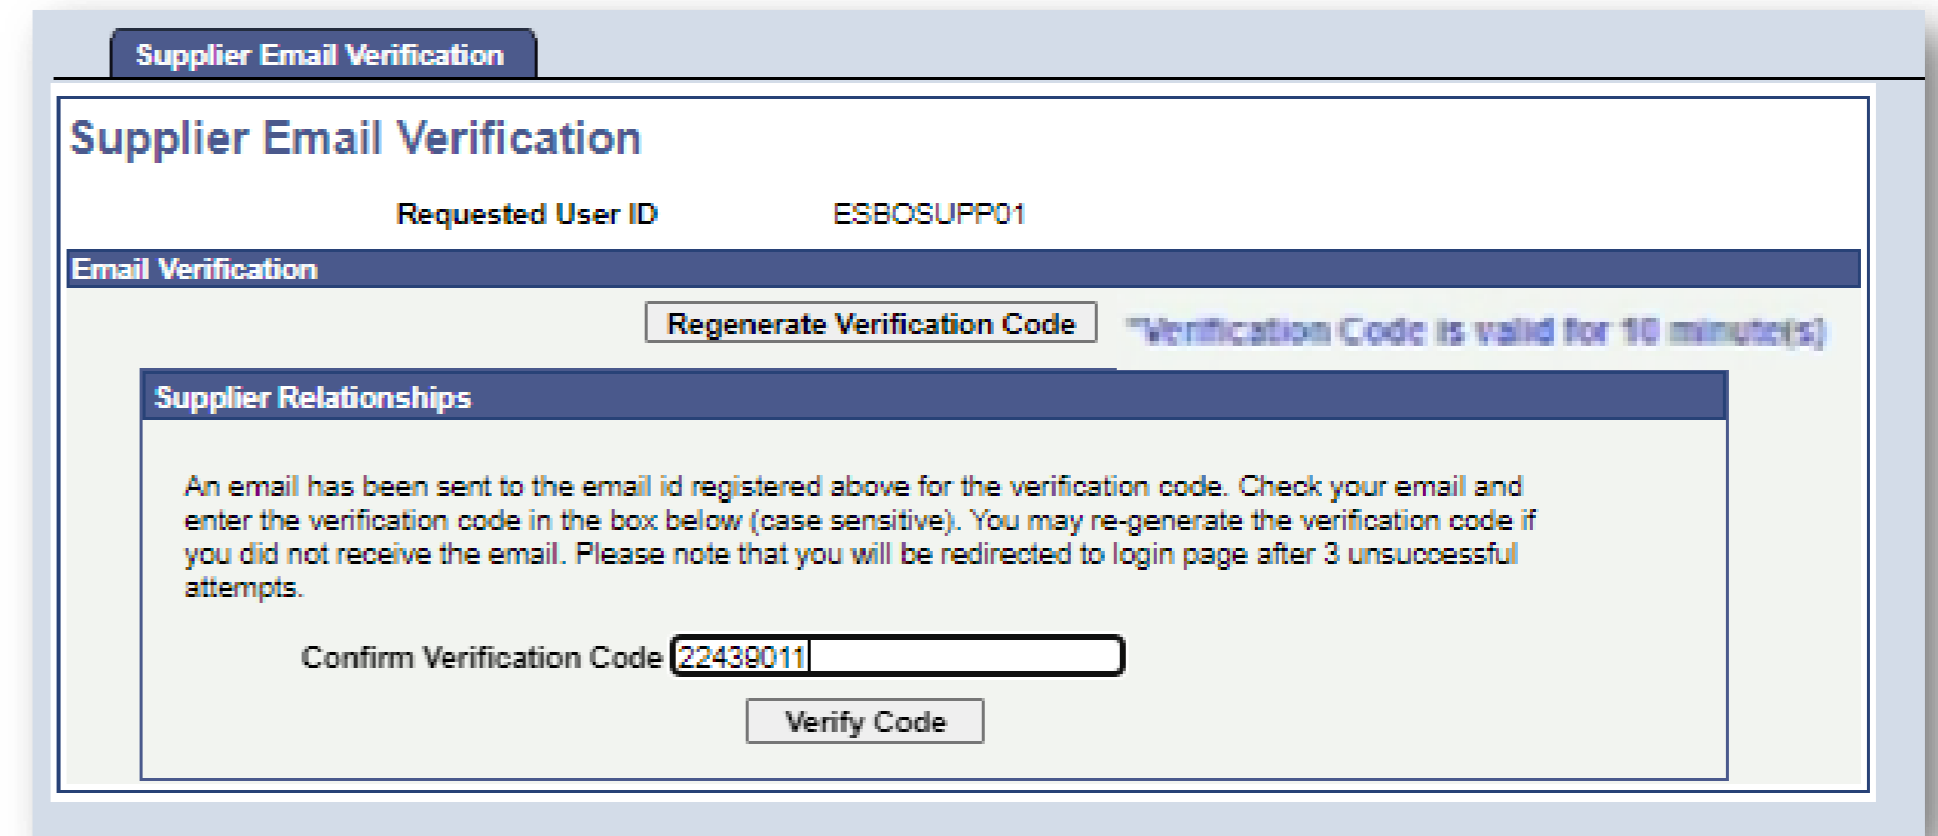 Supplier Email Verification
Supplier Email Verification
Requested User ID ESBOSUPP01
Email Verification
Regenerate Verification Code *Verification Code is valid for 10 minute(s)
Supplier Relationships
An email has been sent to the email id registered above for the verification code. Check your email and
enter the verification code in the box below (case sensitive). You may re-generate the verification code if
you did not receive the email. Please note that you will be redirected to login page after 3 unsuccessful
attempts.
Confirm Verification Code 22439011
Verify Code